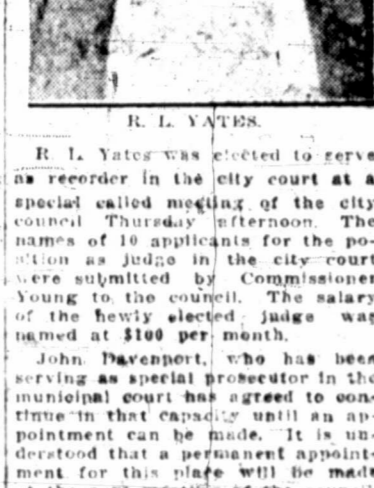 R. L. YATES.
R. L. Yates was elected to serve
as recorder in the city court at a
special called meeting of the city
council Thursday afternoon. The
names of 10 applicants for the po-
sition as judge in the city court
were submitted by Commissioner
Young to the council. The salary
of the newly elected judge was
named at $100 per month.
John Davenport, who has been
serving as special prosecutor in the
municipal court has agreed to con-
tinue in that capacity until an ap-
pointment can be made. It is un-
derstood that a permanent appoint-
ment for this place will be made